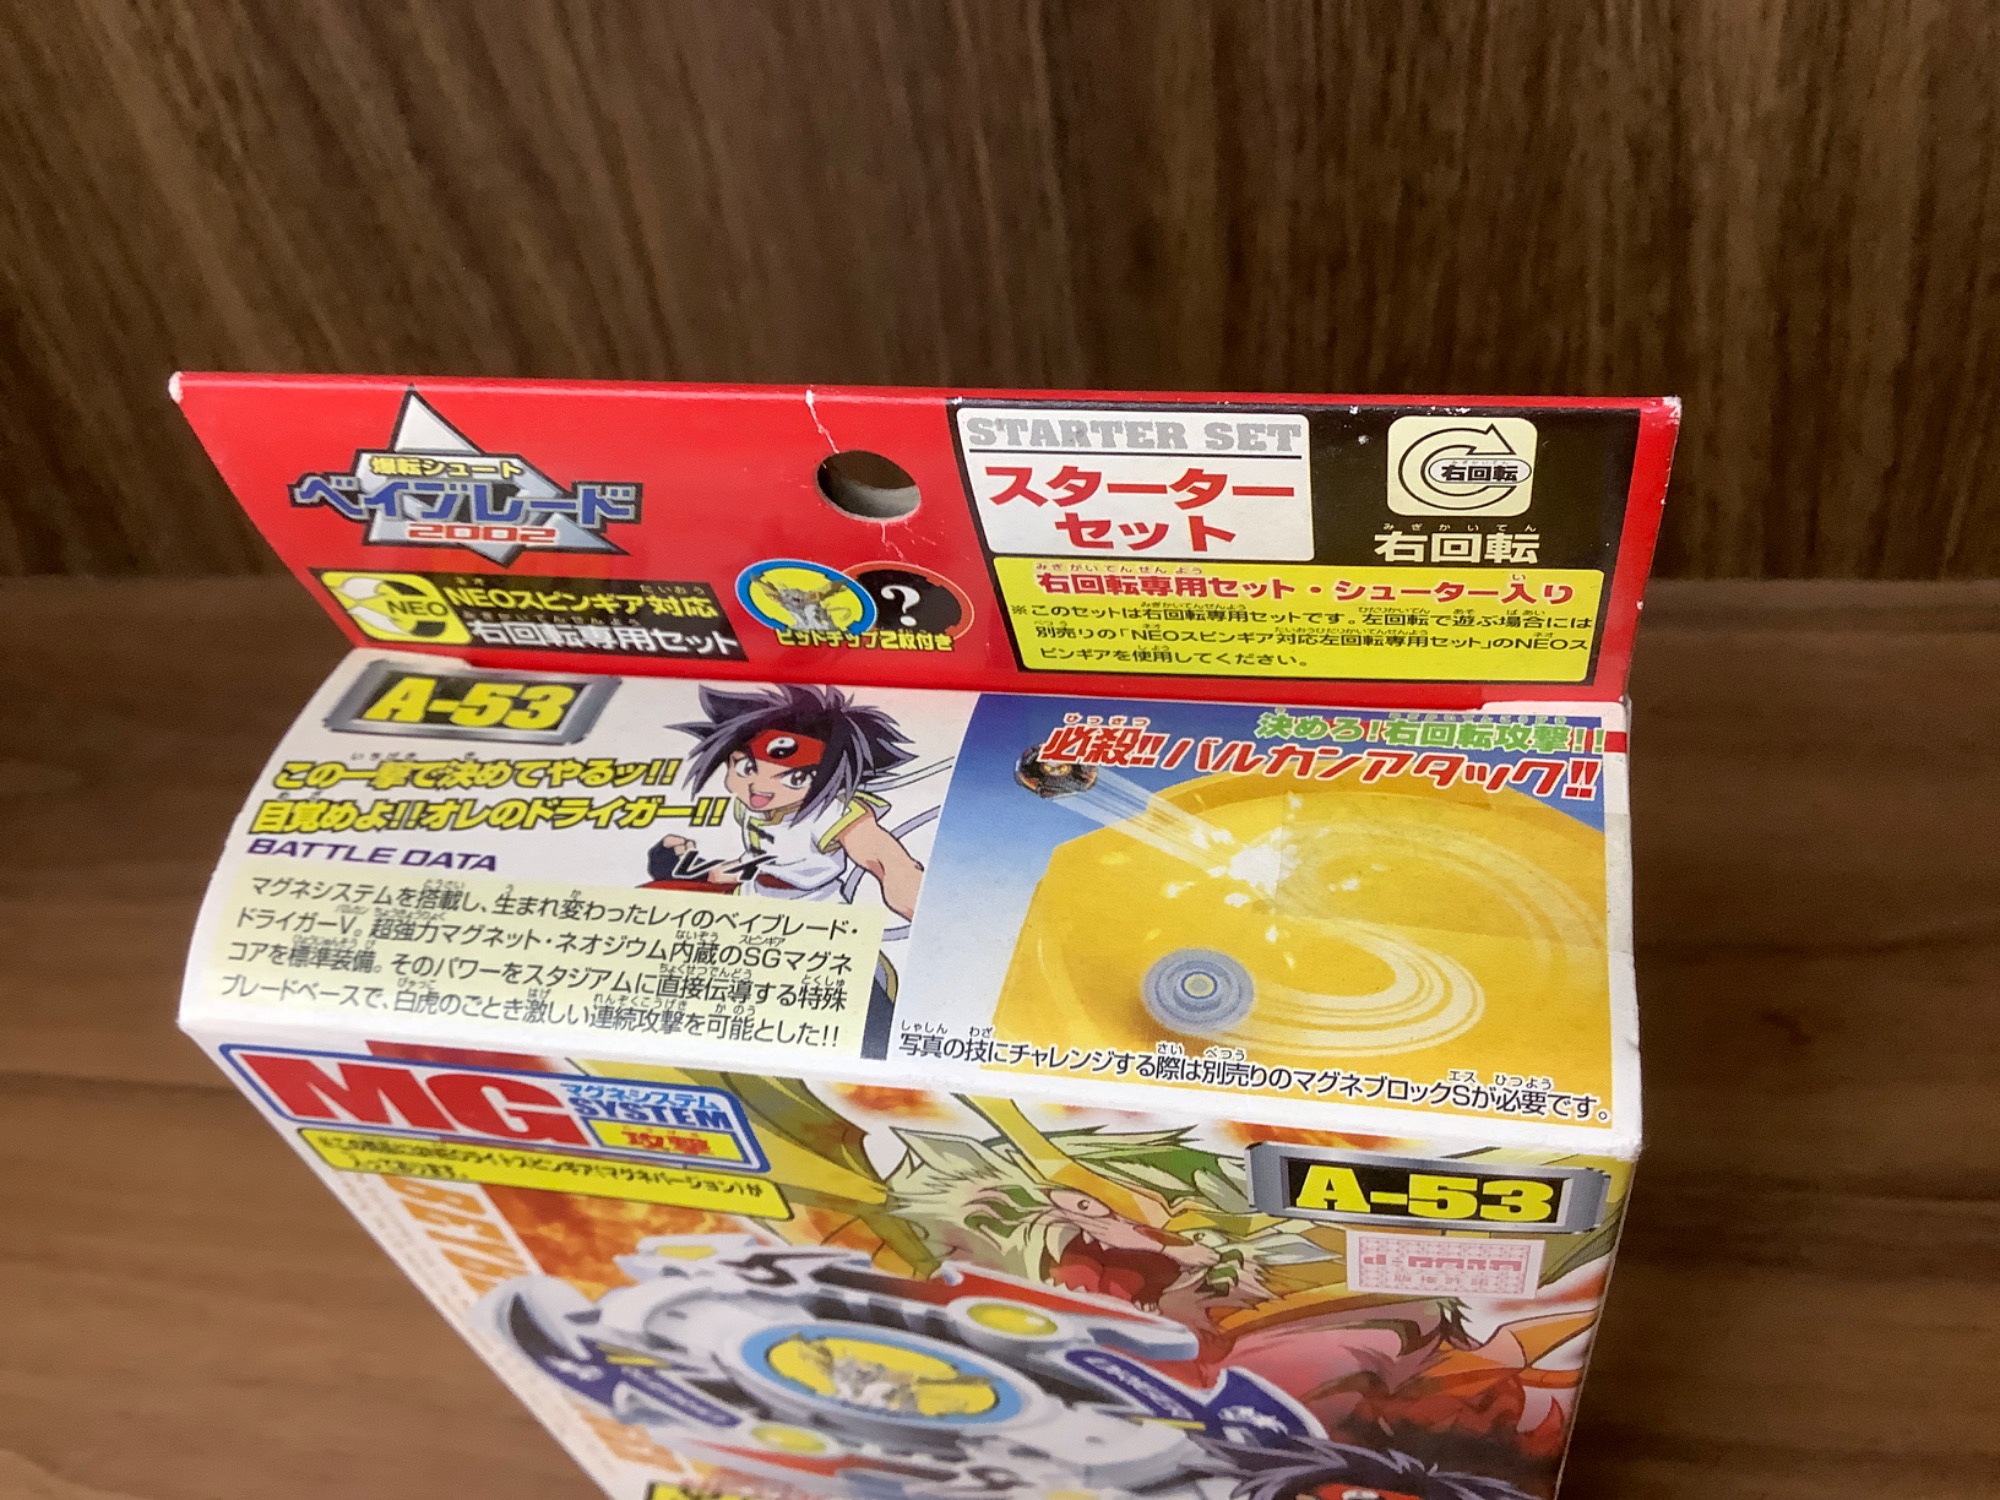 爆転シュート
ベイブレード
2002
NEO
NEOスピンギア対応
右回転専用セット
?
ビットチップ2枚付き
STARTER SET
スターター
セット
右回転
右回転
右回転専用セット・シューター入り
※このセットは右回転専用セットです。左回転で遊ぶ場合には
別売りの「NEOスピンギア対応左回転専用セット」のNEOス
ピンギアを使用してください。
A-53
この一撃で決めてやるッ!!
目覚めよ!!オレのドライガー!!
レイ
BATTLE DATA
マグネシステムを搭載し、生まれ変わったレイのベイブレード・
ドライガーV。超強力マグネット・ネオジウム内蔵のSGマグネ
コアを標準装備。そのパワーをスタジアムに直接伝導する特殊
ブレードベースで、白虎のごとき激しい連続攻撃を可能とした!!
決めろ!右回転攻撃!!
必殺!!バルカンアタック!!
写真の技にチャレンジする際は別売りのマグネブロックSが必要です。
MG
マグネシステム
SYSTEM
攻撃
A-53